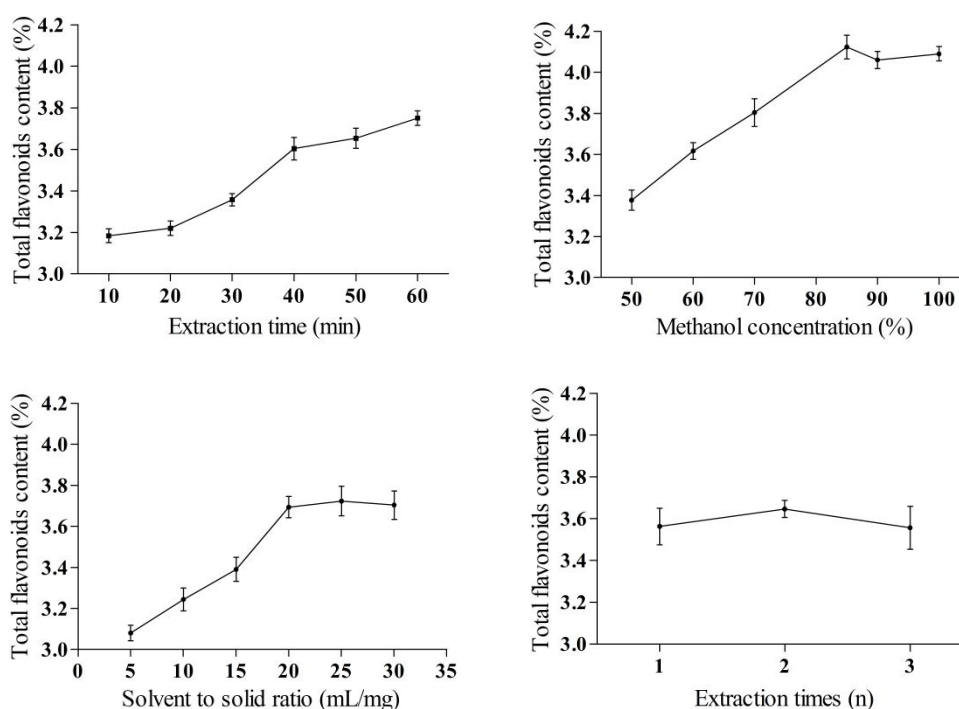 Total flavonoids content (%)
4.2
4.0
3.8
3.6
3.4
3.2
3.0
10 20 30 40 50 60
Extraction time (min)
Total flavonoids content (%)
4.2
4.0
3.8
3.6
3.4
3.2
3.0
50 60 70 80 90 100
Methanol concentration (%)
Total flavonoids content (%)
4.2
4.0
3.8
3.6
3.4
3.2
3.0
0 5 10 15 20 25 30 35
Solvent to solid ratio (mL/mg)
Total flavonoids content (%)
4.2
4.0
3.8
3.6
3.4
3.2
3.0
1 2 3
Extraction times (n)